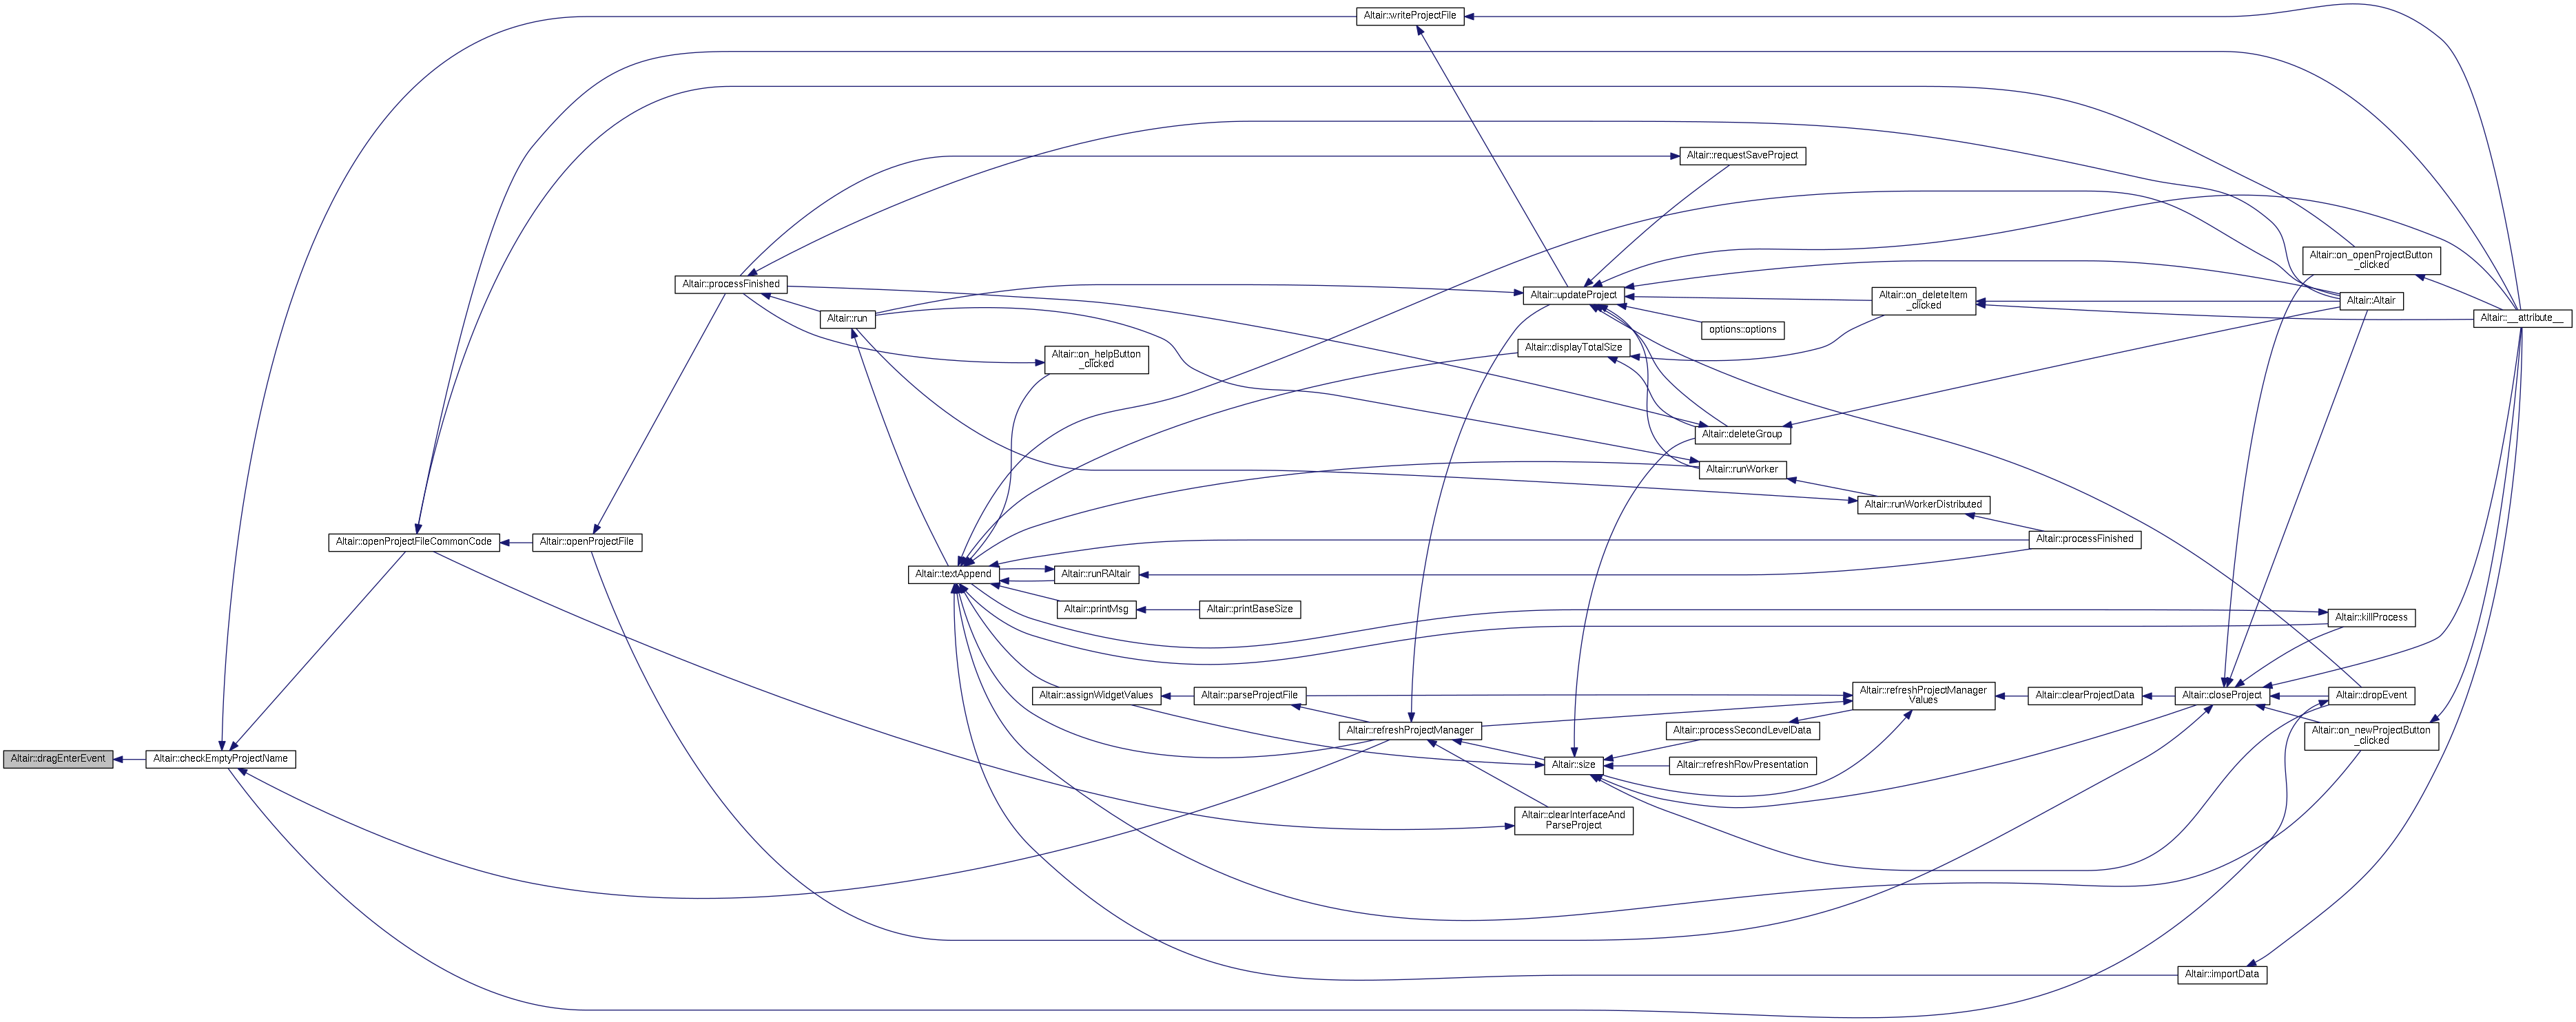 Altair::writeProjectFile
Altair::requestSaveProject
Altair::on_openProjectButton
_clicked
Altair::processFinished
Altair::updateProject
Altair::on_deleteItem
_clicked
Altair::Altair
Altair::run
options::options
Altair::__attribute__
Altair::on_helpButton
_clicked
Altair::displayTotalSize
Altair::deleteGroup
Altair::runWorker
Altair::runWorkerDistributed
Altair::openProjectFileCommonCode
Altair::openProjectFile
Altair::processFinished
Altair::textAppend
Altair::runRAltair
Altair::printMsg
Altair::printBaseSize
Altair::killProcess
Altair::assignWidgetValues
Altair::parseProjectFile
Altair::refreshProjectManager
Values
Altair::clearProjectData
Altair::closeProject
Altair::dropEvent
Altair::refreshProjectManager
Altair::processSecondLevelData
Altair::on_newProjectButton
_clicked
Altair::dragEnterEvent
Altair::checkEmptyProjectName
Altair::size
Altair::refreshRowPresentation
Altair::clearInterfaceAnd
ParseProject
Altair::importData